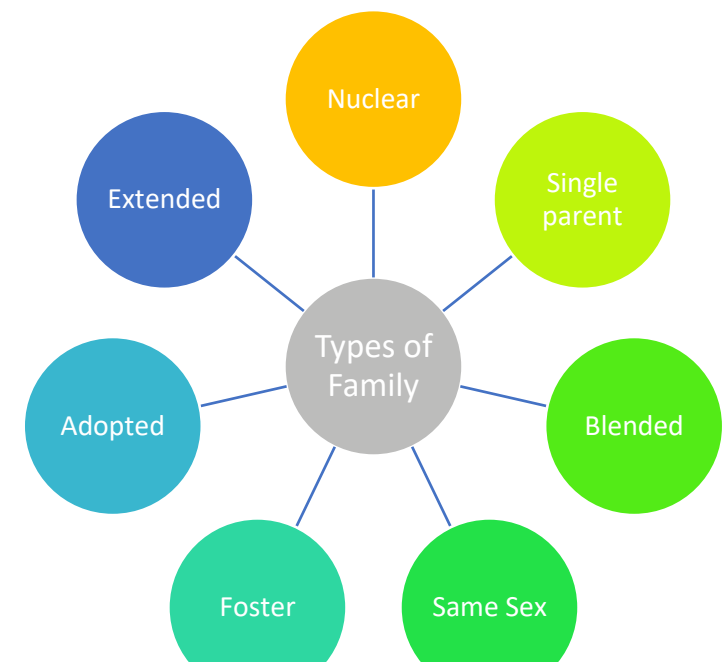 Nuclear
Single
parent
Extended
Types of
Family
Adopted
Blended
Foster
Same Sex